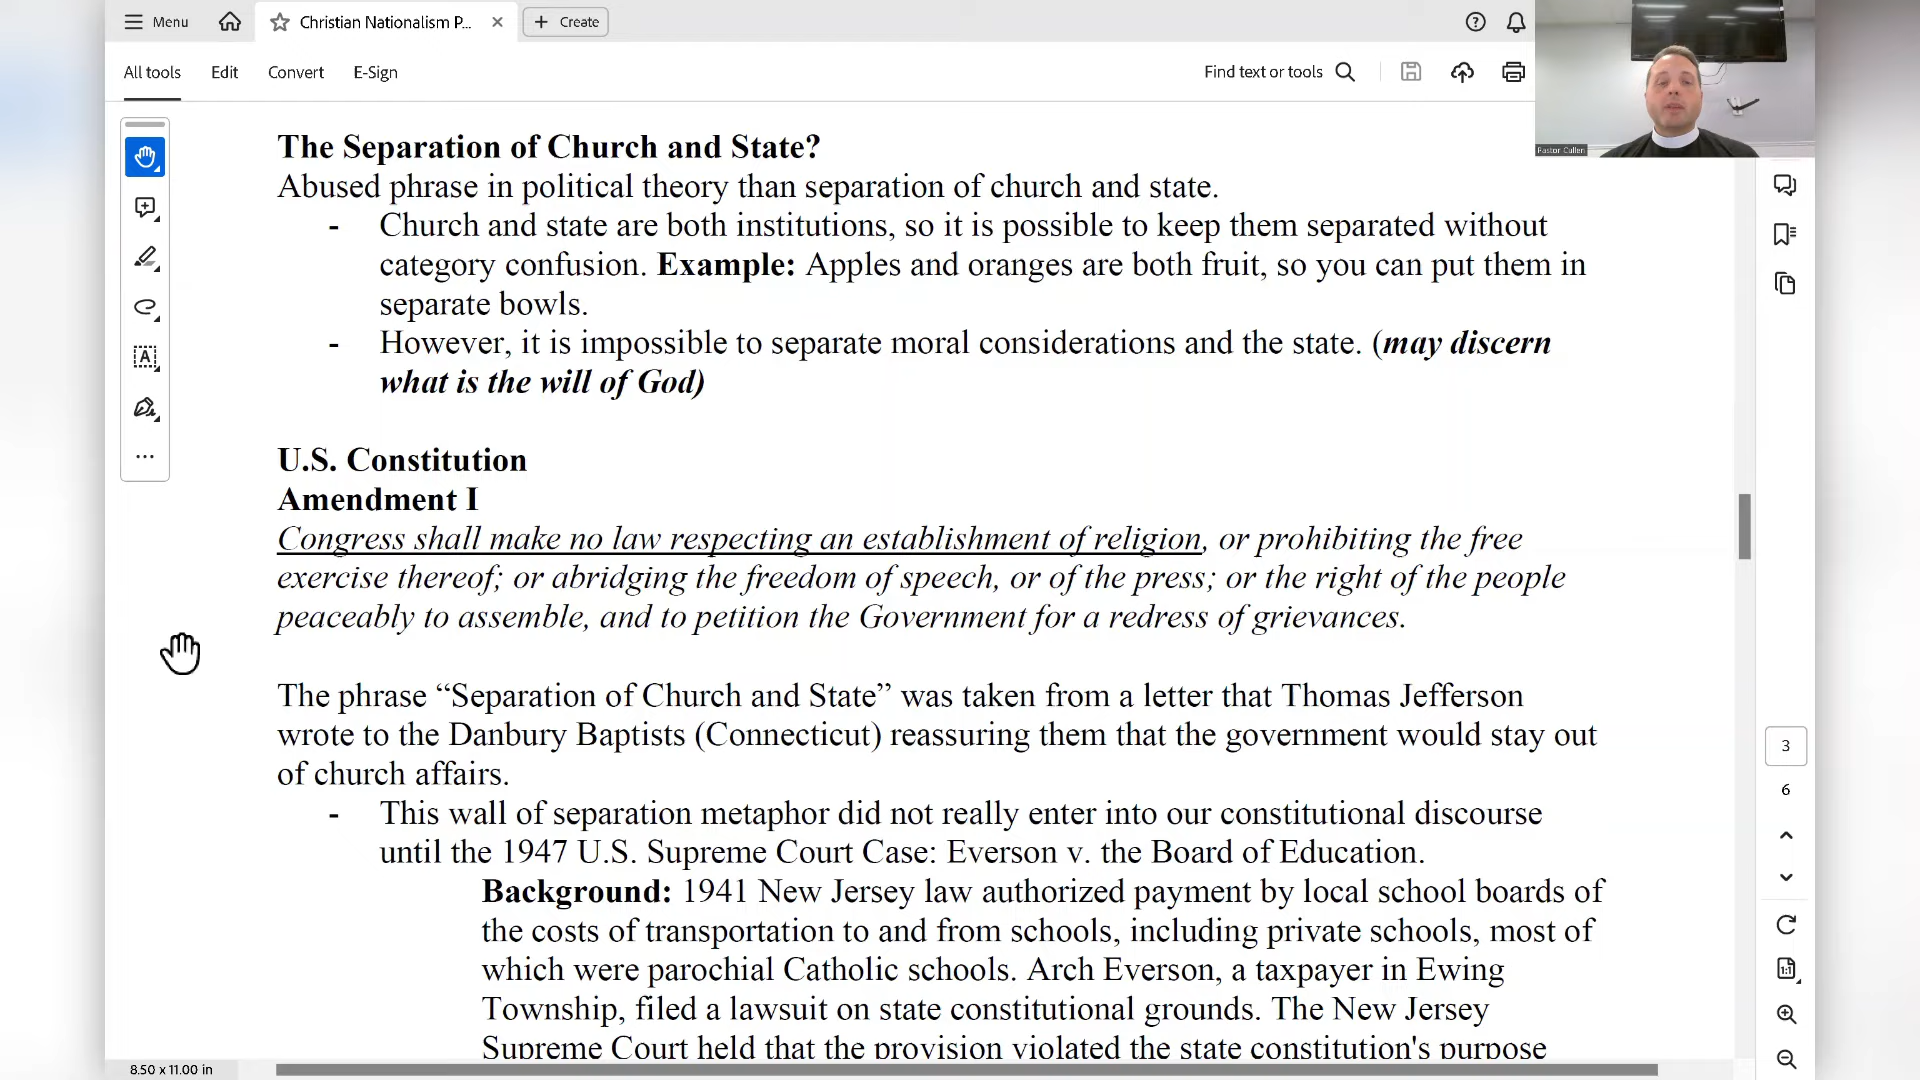 Menu
Christian Nationalism P...
Create
All tools
Edit
Convert
E-Sign
Find text or tools
Pastor Cullen
The Separation of Church and State?
Abused phrase in political theory than separation of church and state.
- Church and state are both institutions, so it is possible to keep them separated without
category confusion. Example: Apples and oranges are both fruit, so you can put them in
separate bowls.
- However, it is impossible to separate moral considerations and the state. (may discern
what is the will of God)
U.S. Constitution
Amendment I
Congress shall make no law respecting an establishment of religion, or prohibiting the free
exercise thereof; or abridging the freedom of speech, or of the press; or the right of the people
peaceably to assemble, and to petition the Government for a redress of grievances.
The phrase “Separation of Church and State” was taken from a letter that Thomas Jefferson
wrote to the Danbury Baptists (Connecticut) reassuring them that the government would stay out
of church affairs.
- This wall of separation metaphor did not really enter into our constitutional discourse
until the 1947 U.S. Supreme Court Case: Everson v. the Board of Education.
Background: 1941 New Jersey law authorized payment by local school boards of
the costs of transportation to and from schools, including private schools, most of
which were parochial Catholic schools. Arch Everson, a taxpayer in Ewing
Township, filed a lawsuit on state constitutional grounds. The New Jersey
Supreme Court held that the provision violated the state constitution's purpose
3
6
8.50 x 11.00 in